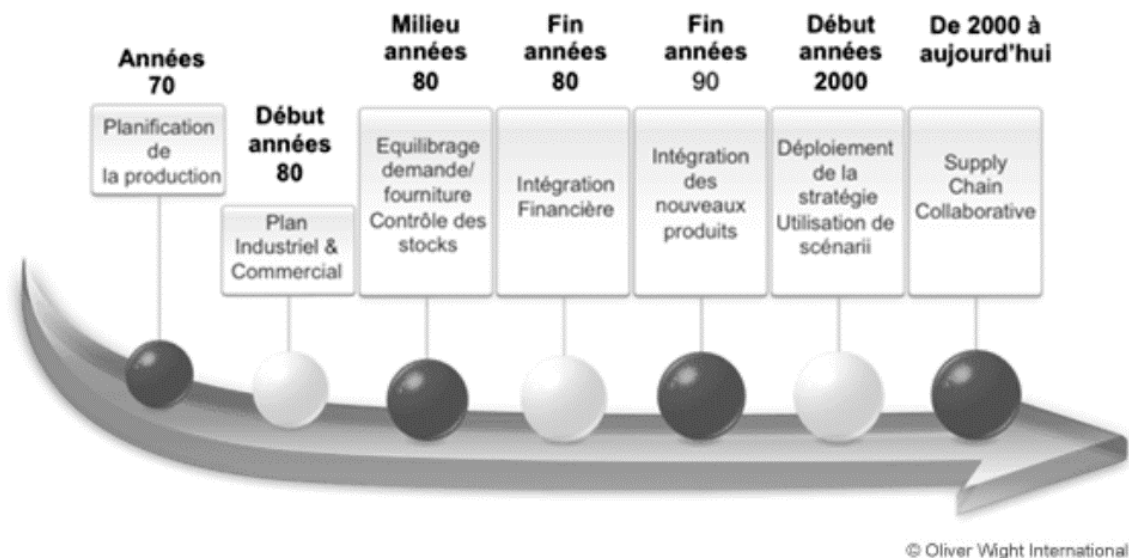 Années
70
Planification
de
la production
Début
années
80
Plan
Industriel &
Commercial
Milieu
années
80
Equilibrage
demande/
fourniture
Contrôle des
stocks
Fin
années
80
Intégration
Financière
Fin
années
90
Intégration
des
nouveaux
produits
Début
années
2000
Déploiement
de la
stratégie
Utilisation de
scénarii
De 2000 à
aujourd'hui
Supply
Chain
Collaborative
© Oliver Wight International